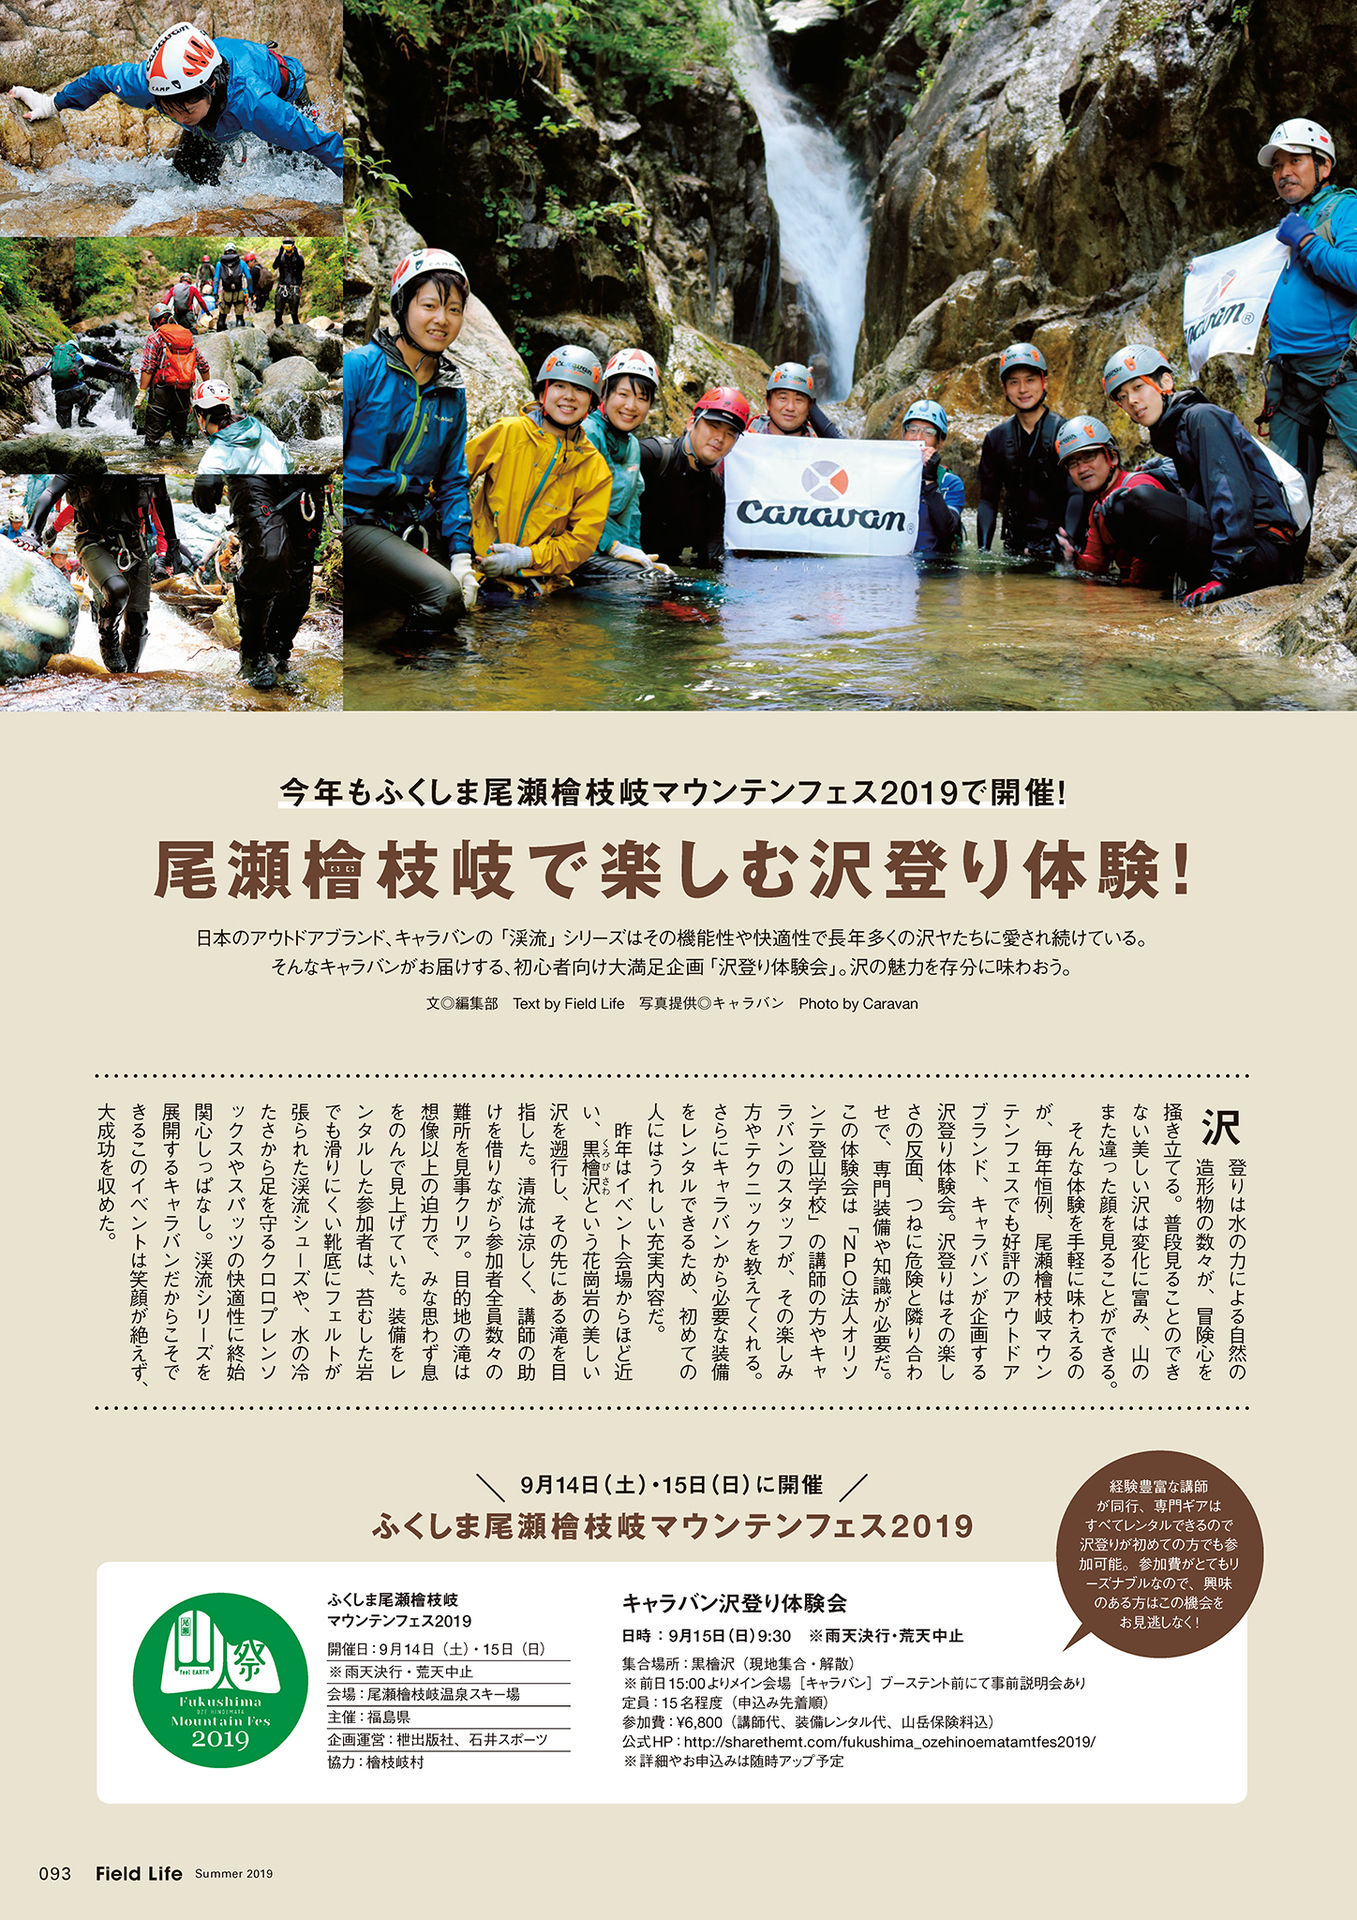 caravan
CAMP
CAMP
caravan
caravan®
caravan®
今年もふくしま尾瀬檜枝岐マウンテンフェス2019で開催!
尾瀬檜枝岐で楽しむ沢登り体験!
日本のアウトドアブランド、キャラバンの「渓流」シリーズはその機能性や快適性で長年多くの沢ヤたちに愛され続けている。
そんなキャラバンがお届けする、初心者向け大満足企画「沢登り体験会」。沢の魅力を存分に味わおう。
文◎編集部 Text by Field Life 写真提供◎キャラバン Photo by Caravan
沢登りは水の力による自然の
造形物の数々が、冒険心を
掻き立てる。普段見ることのでき
ない美しい沢は変化に富み、山の
また違った顔を見ることができる。
そんな体験を手軽に味わえるの
が、毎年恒例、尾瀬檜枝岐マウン
テンフェスでも好評のアウトドア
ブランド、キャラバンが企画する
沢登り体験会。沢登りはその楽し
さの反面、つねに危険と隣り合わ
せで、専門装備や知識が必要だ。
この体験会は「NPO法人オリソ
ンテ登山学校」の講師の方やキャ
ラバンのスタッフが、その楽しみ
方やテクニックを教えてくれる。
さらにキャラバンから必要な装備
をレンタルできるため、初めての
人にはうれしい充実内容だ。
昨年はイベント会場からほど近
い、黒檜沢という花崗岩の美しい
くろびさわ
沢を遡行し、その先にある滝を目
指した。清流は涼しく、講師の助
けを借りながら参加者全員数々の
難所を見事クリア。目的地の滝は
想像以上の迫力で、みな思わず息
をのんで見上げていた。装備をレ
ンタルした参加者は、苔むした岩
でも滑りにくい靴底にフェルトが
張られた渓流シューズや、水の冷
たさから足を守るクロロプレンソ
ックスやスパッツの快適性に終始
関心しっぱなし。渓流シリーズを
展開するキャラバンだからこそで
きるこのイベントは笑顔が絶えず、
大成功を収めた。
9月14日(土)・15日(日)に開催
ふくしま尾瀬檜枝岐マウンテンフェス2019
経験豊富な講師
が同行、専門ギアは
すべてレンタルできるので
沢登りが初めての方でも参
加可能。参加費がとてもリ
ーズナブルなので、興味
のある方はこの機会を
お見逃しなく!
尾瀬
山人祭
Feel EARTH
Fukushima
OZE HINOEMATA
Mountain Fes
2019
ふくしま尾瀬檜枝岐
マウンテンフェス2019
開催日:9月14日(土)・15日(日)
※雨天決行・荒天中止
会場:尾瀬檜枝岐温泉スキー場
主催:福島県
企画運営:枻出版社、石井スポーツ
協力:檜枝岐村
キャラバン沢登り体験会
日時:9月15日(日)9:30 ※雨天決行・荒天中止
集合場所:黒檜沢(現地集合・解散)
※前日15:00よりメイン会場[キャラバン]ブーステント前にて事前説明会あり
定員:15名程度(申込み先着順)
参加費:¥6,800(講師代、装備レンタル代、山岳保険料込)
公式HP:http://sharethemt.com/fukushima_ozehinoematamtfes2019/
※詳細やお申込みは随時アップ予定
093 Field Life Summer 2019